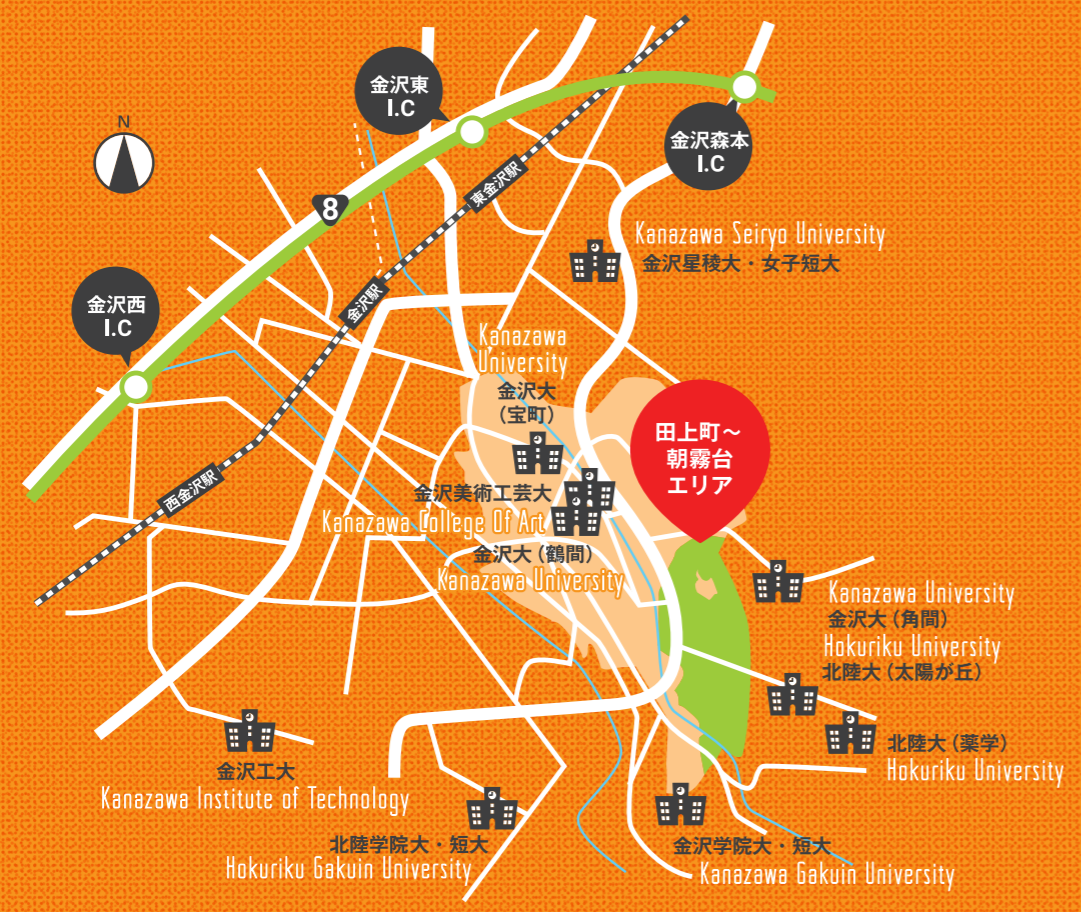 金沢東
I.C
金沢森本
I.C
N
東金沢駅
8
Kanazawa Seiryo University
金沢星稜大・女子短大
金沢西
I.C
金沢駅
Kanazawa
University
金沢大
（宝町）
田上町～
朝霧台
エリア
西金沢駅
金沢美術工芸大
Kanazawa College Of Art
金沢大（鶴間）
Kanazawa University
Kanazawa University
金沢大（角間）
Hokuriku University
北陸大（太陽が丘）
北陸大（薬学）
Hokuriku University
金沢工大
Kanazawa Institute of Technology
北陸学院大・短大
Hokuriku Gakuin University
金沢学院大・短大
Kanazawa Gakuin University